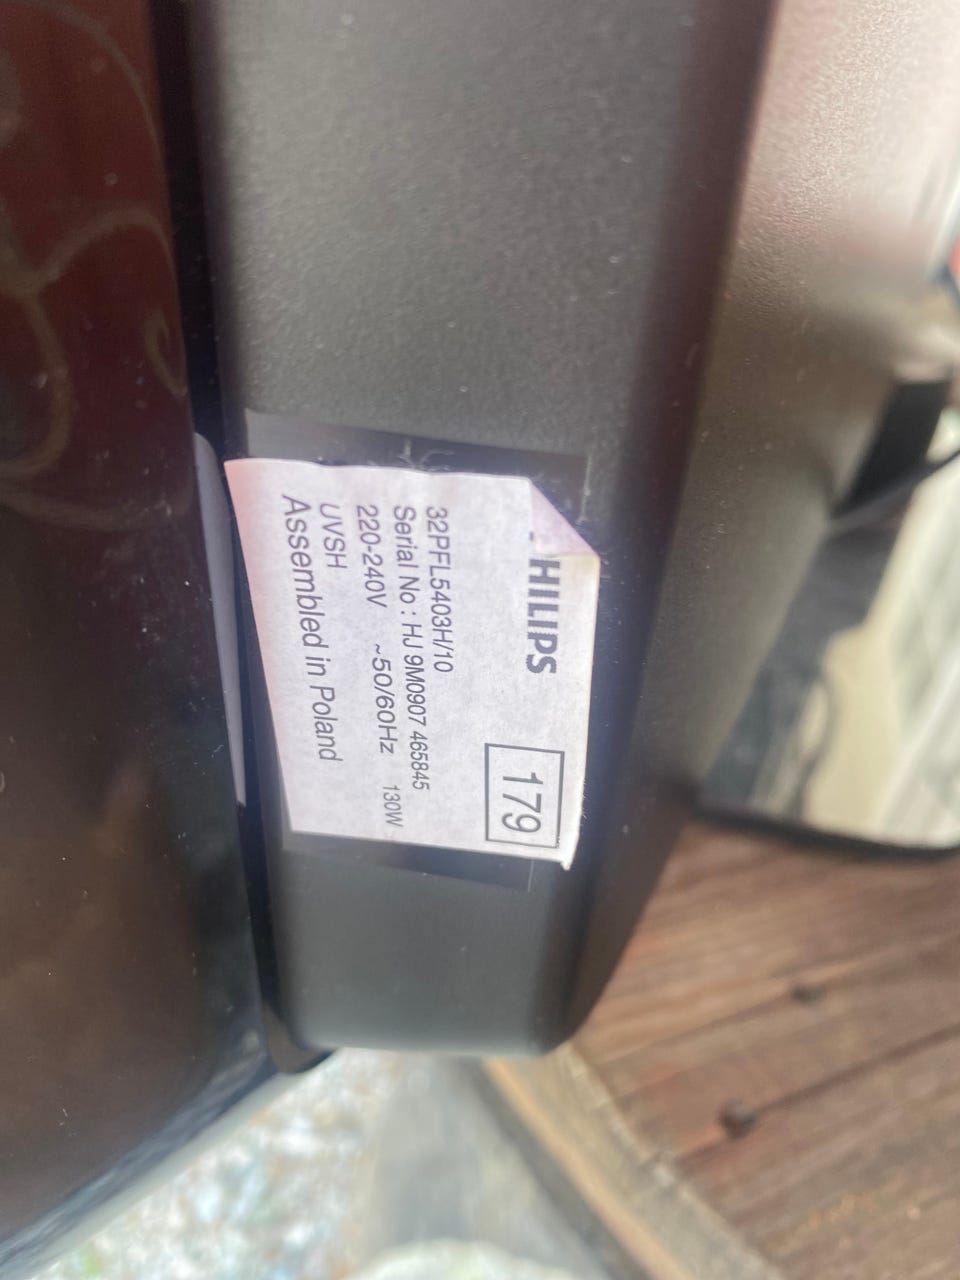 HILIPS
179
32PFL5403H/10
Serial No : HJ 9M0907 465845
220-240V ~50/60Hz 130W
UVSH
Assembled in Poland